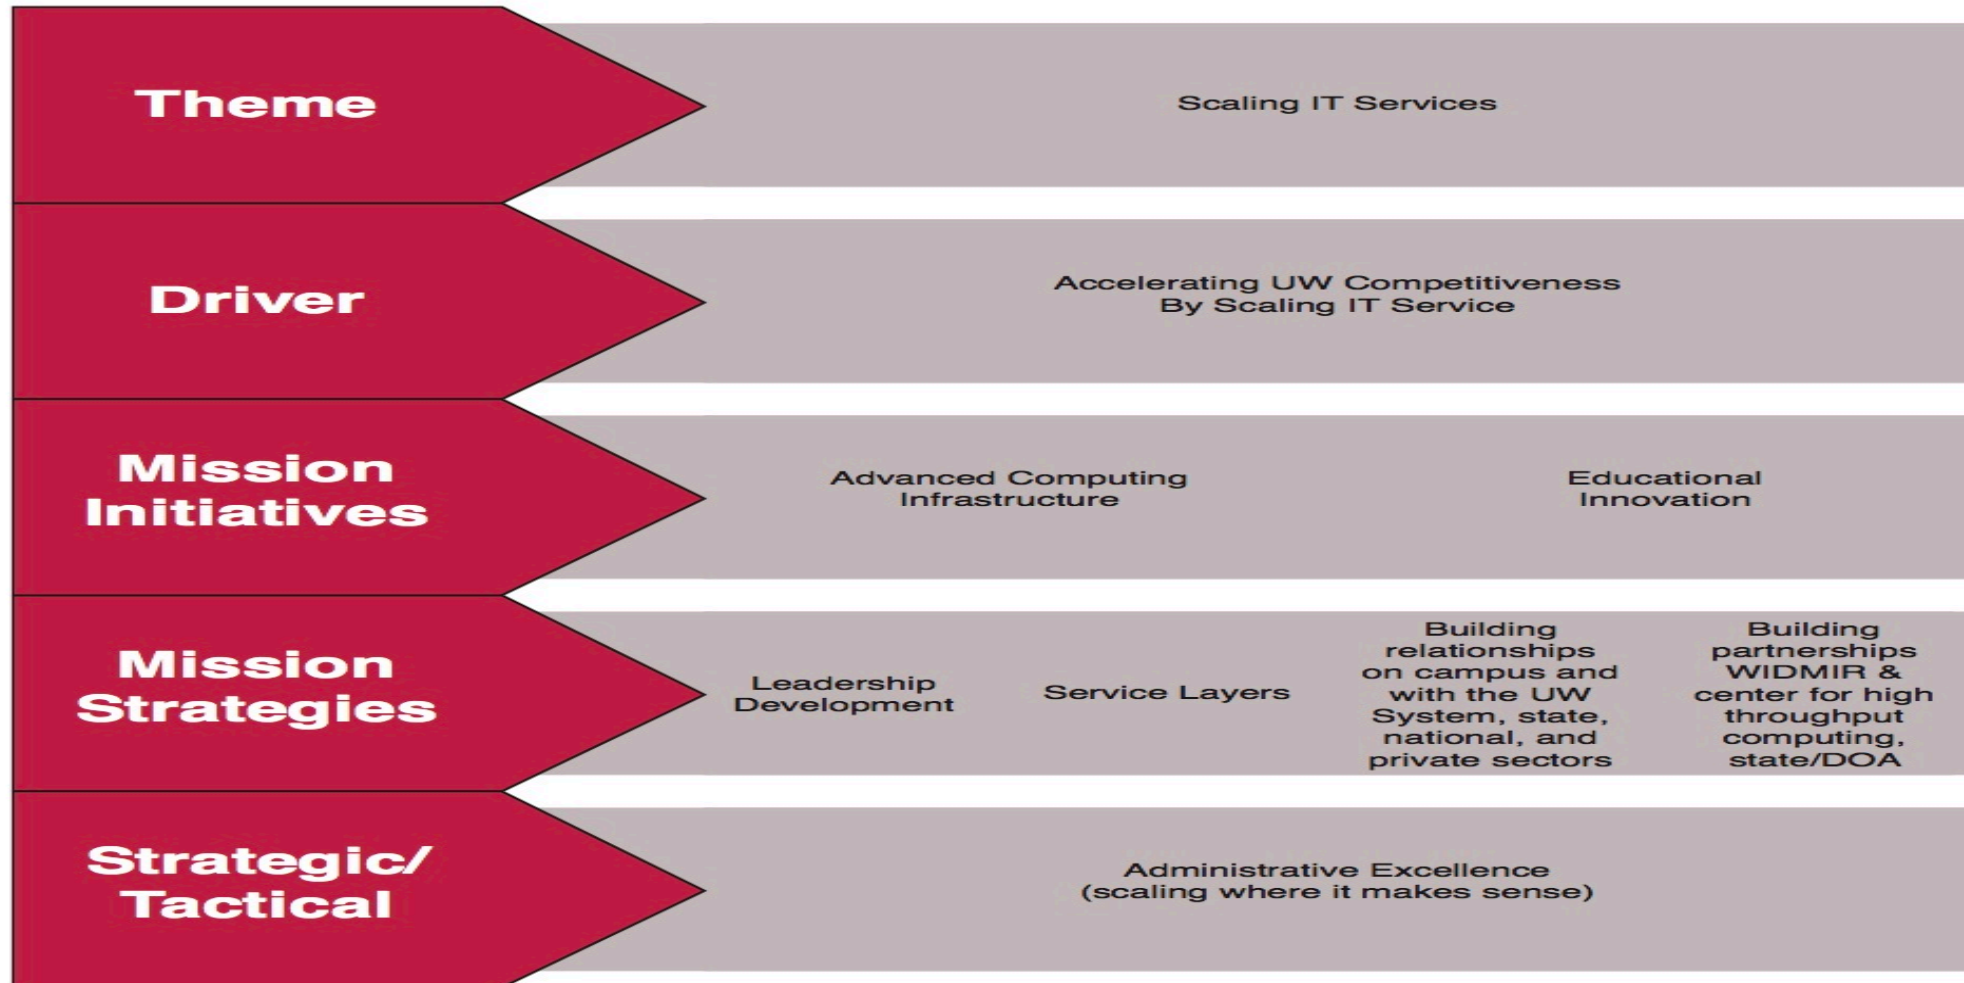 Theme
Scaling IT Services
Driver
Accelerating UW Competitiveness
By Scaling IT Service
Mission
Initiatives
Advanced Computing
Infrastructure
Educational
Innovation
Mission
Strategies
Leadership
Development
Service Layers
Building
relationships
on campus and
with the UW
System, state,
national, and
private sectors
Building
partnerships
WIDMIR &
center for high
throughput
computing,
state/DOA
Strategic/
Tactical
Administrative Excellence
(scaling where it makes sense)